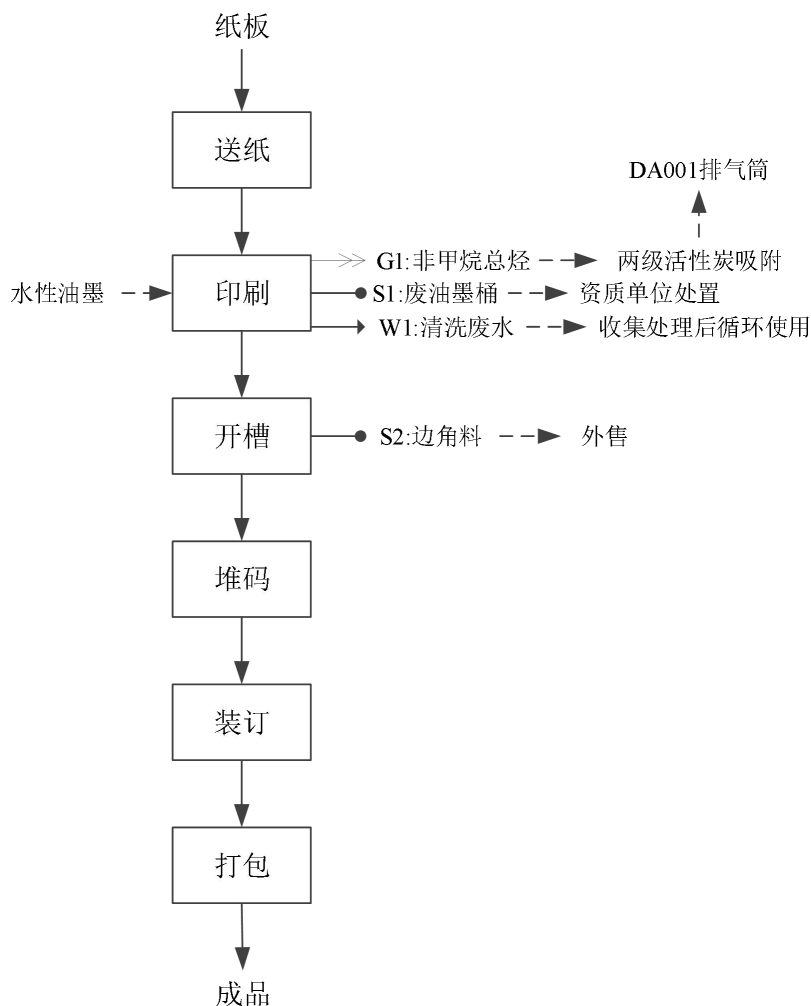 纸板
送纸
DA001排气筒
G1:非甲烷总烃
两级活性炭吸附
水性油墨
印刷
S1:废油墨桶
资质单位处置
W1:清洗废水
收集处理后循环使用
开槽
S2:边角料
外售
堆码
装订
打包
成品